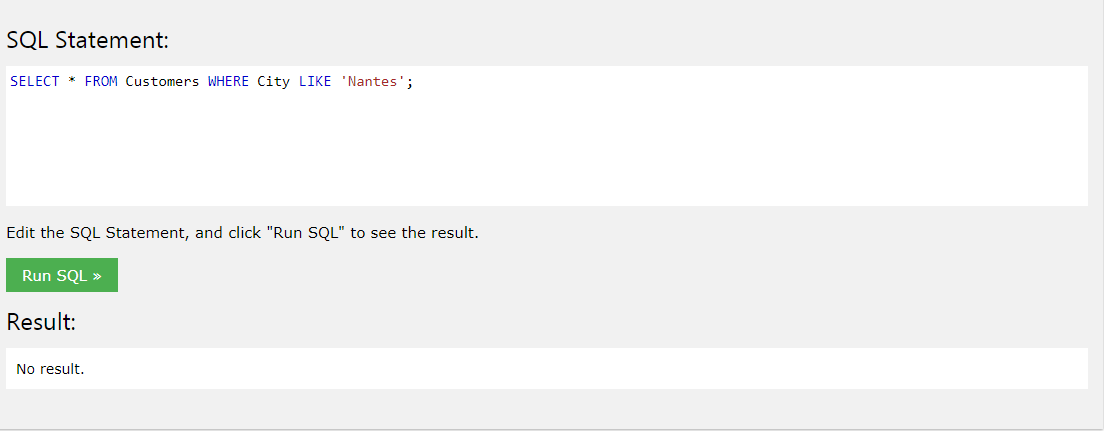 SQL Statement:
SELECT * FROM Customers WHERE City LIKE 'Nantes';
Edit the SQL Statement, and click "Run SQL" to see the result.
Run SQL »
Result:
No result.